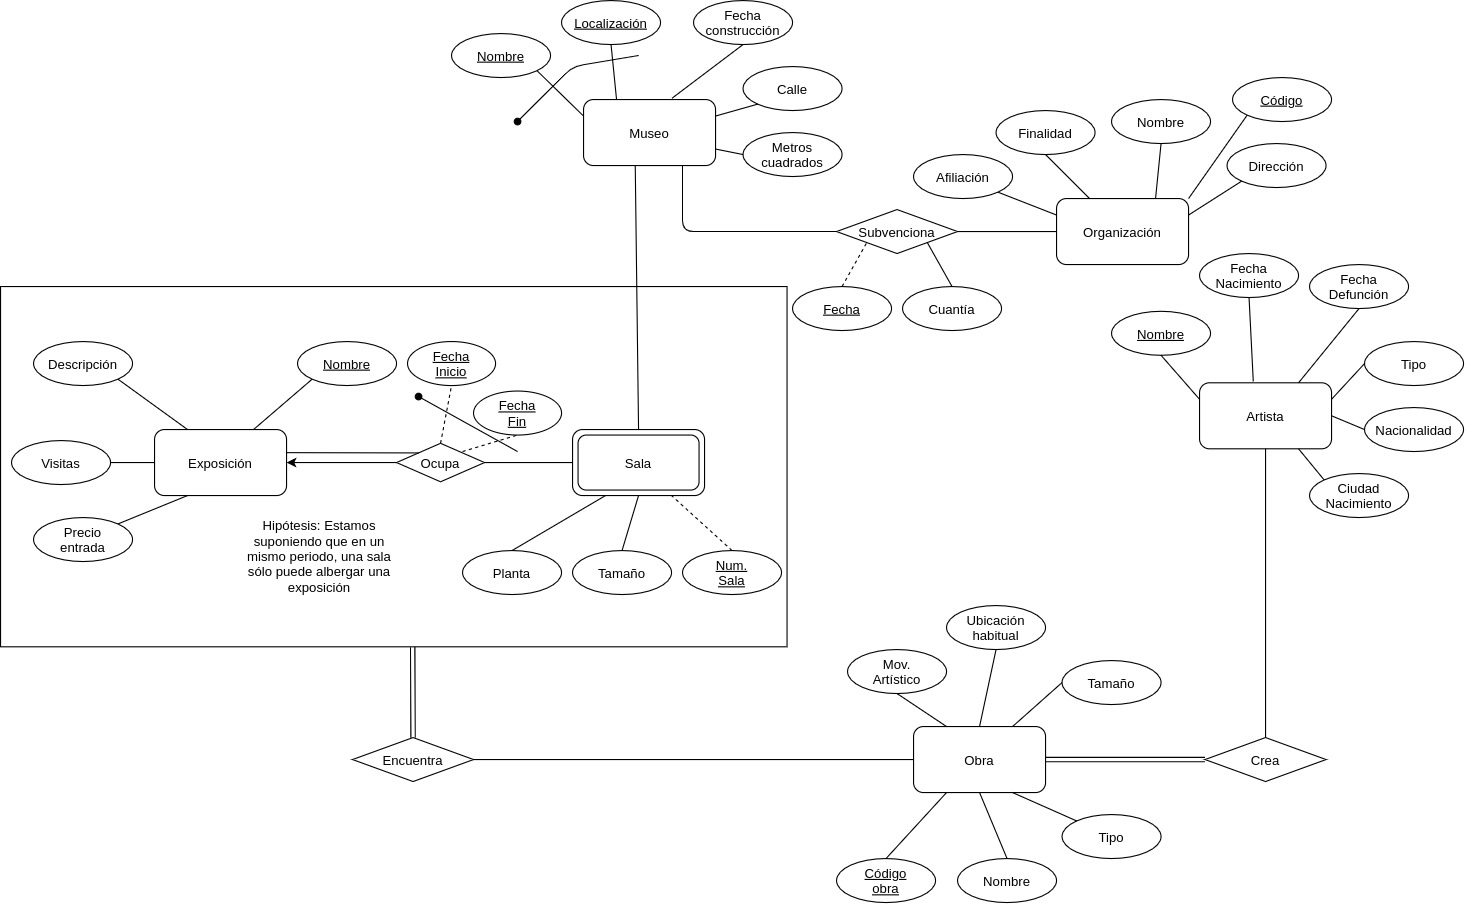 Localización
Fecha
construcción
Nombre
Calle
Museo
Metros
cuadrados
Código
Nombre
Finalidad
Dirección
Afiliación
Subvenciona
Organización
Fecha
Cuantía
Fecha
Nacimiento
Fecha
Defunción
Nombre
Tipo
Artista
Nacionalidad
Ciudad
Nacimiento
Descripción
Nombre
Fecha
Inicio
Fecha
Fin
Visitas
Exposición
Ocupa
Sala
Precio
entrada
Hipótesis: Estamos
suponiendo que en un
mismo periodo, una sala
sólo puede albergar una
exposición
Planta
Tamaño
Num.
Sala
Ubicación
habitual
Mov.
Artístico
Tamaño
Encuentra
Obra
Crea
Tipo
Código
obra
Nombre